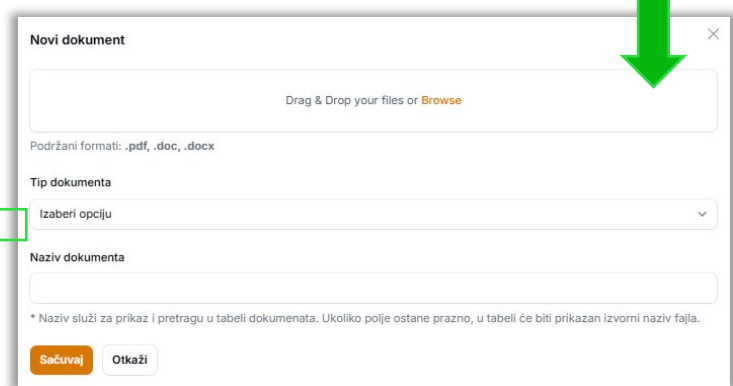 Novi dokument
Drag & Drop your files or Browse
Podržani formati: .pdf, .doc, .docx
Tip dokumenta
Izaberi opciju
Naziv dokumenta
* Naziv služi za prikaz i pretragu u tabeli dokumenata. Ukoliko polje ostane prazno, u tabeli će biti prikazan izvorni naziv fajla.
Sačuvaj Otkaži